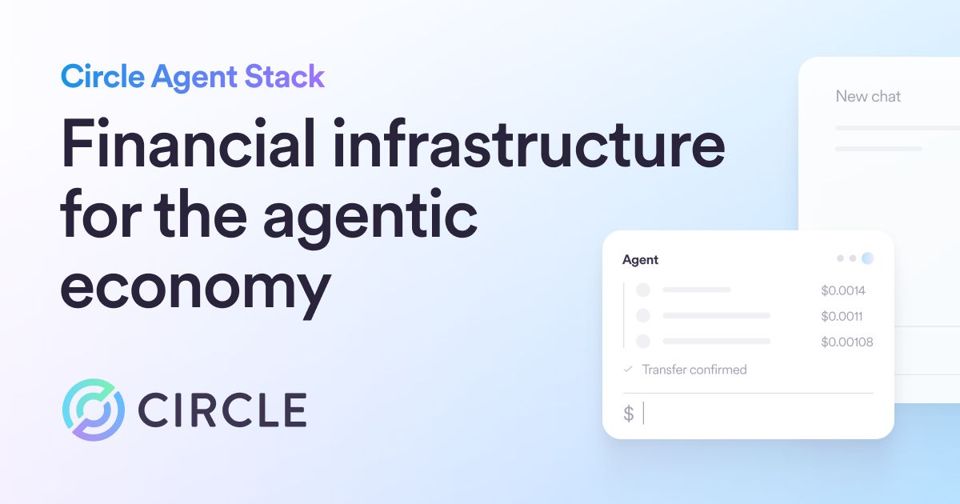 Circle Agent Stack
Financial infrastructure
for the agentic
economy
CIRCLE
New chat
Agent
$0.0014
$0.0011
$0.00108
Transfer confirmed
$